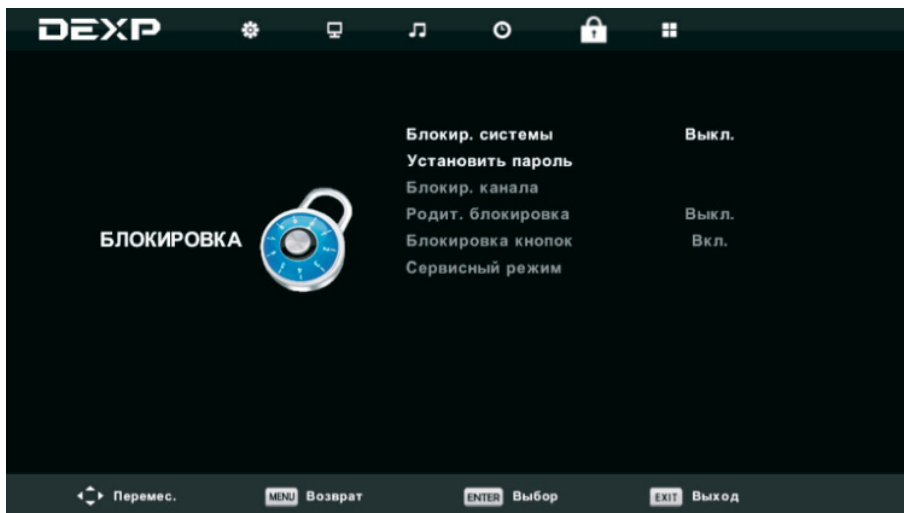 DEXP
Блокир. системы Выкл.
Установить пароль
Блокир. канала
Родит. блокировка Выкл.
БЛОКИРОВКА
Блокировка кнопок Вкл.
Сервисный режим
Перемес. MENU Возврат ENTER Выбор EXIT Выход